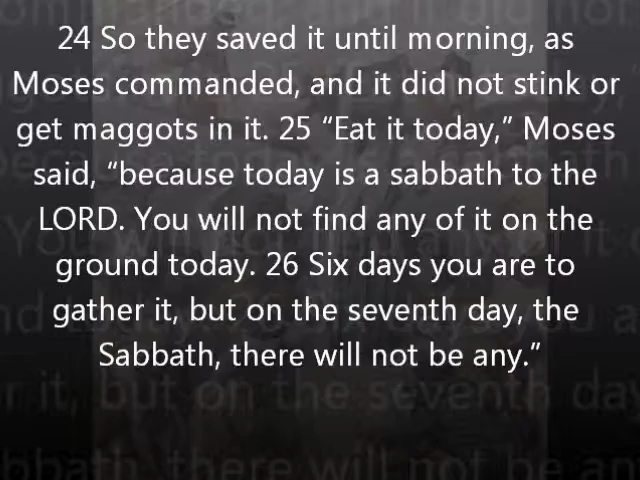 24 So they saved it until morning, as
Moses commanded, and it did not stink or
get maggots in it. 25 “Eat it today,” Moses
said, “because today is a sabbath to the
LORD. You will not find any of it on the
ground today. 26 Six days you are to
gather it, but on the seventh day, the
Sabbath, there will not be any.”